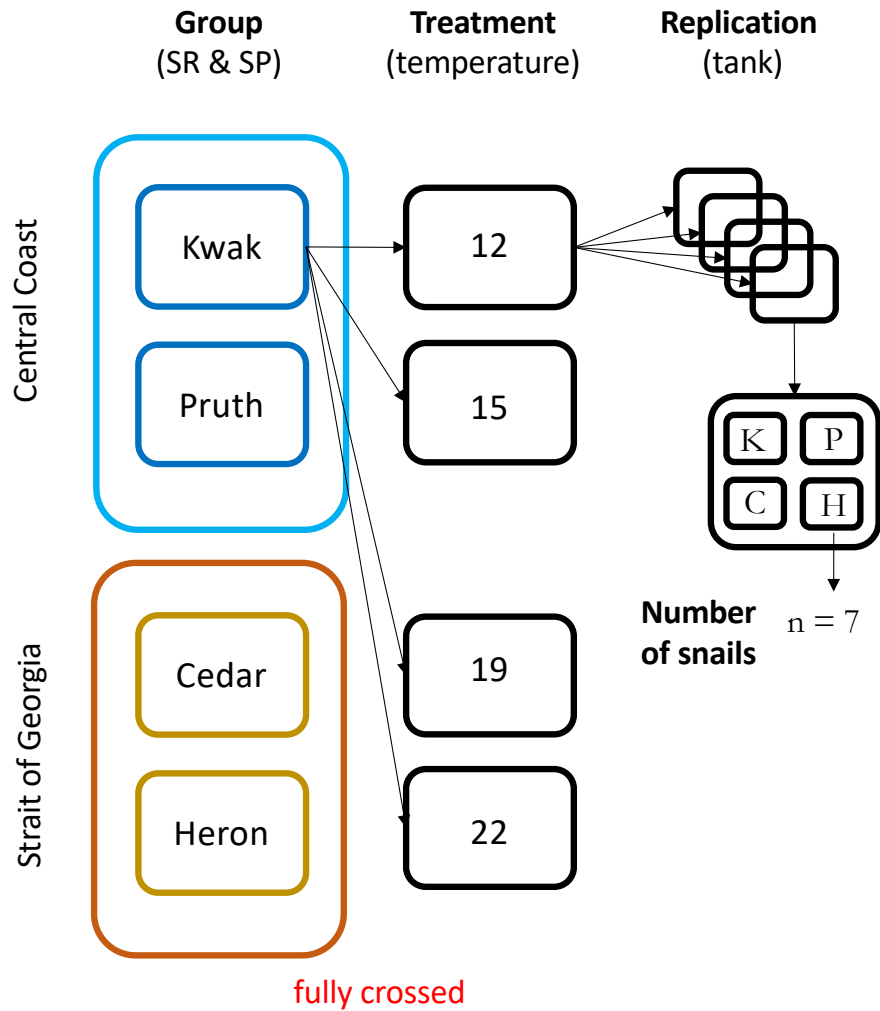 Group
(SR & SP)
Treatment
(temperature)
Replication
(tank)
Central Coast
Kwak
12
Pruth
15
K
P
C
H
Number
of snails
n = 7
Strait of Georgia
Cedar
19
Heron
22
fully crossed